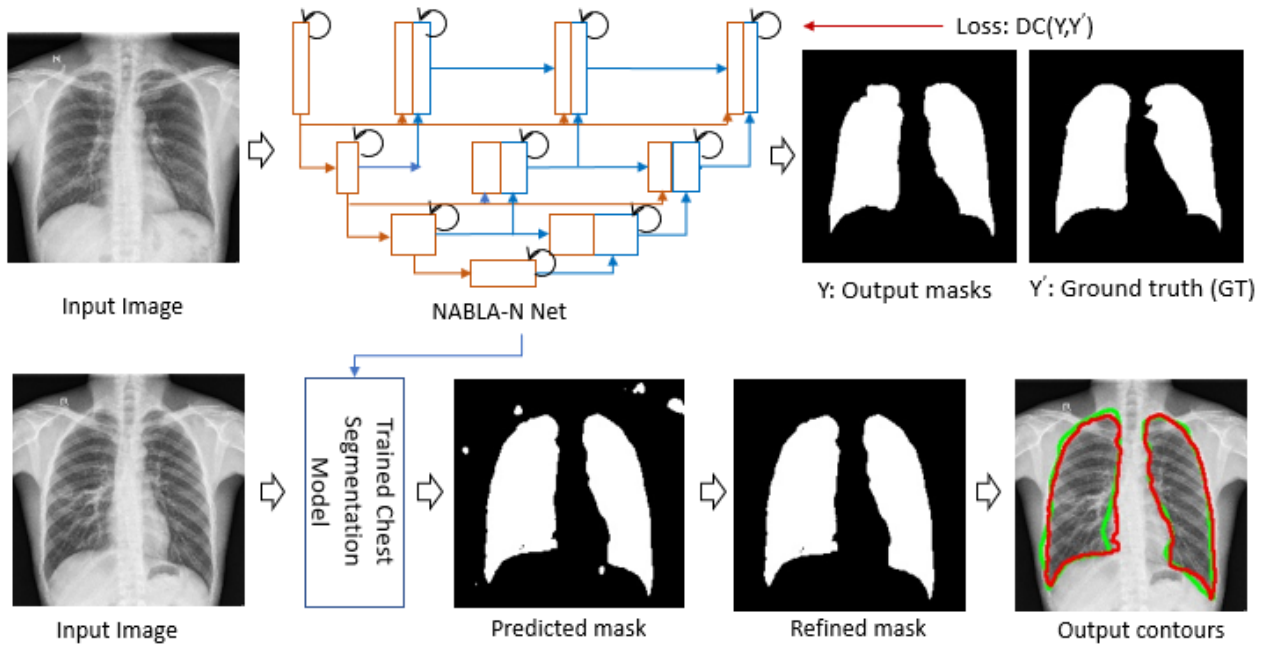 Loss: DC(Y,Y′)
R
Input Image
NABLA-N Net
Y: Output masks
Y′: Ground truth (GT)
R
Trained Chest
Segmentation
Model
R
Input Image
Predicted mask
Refined mask
Output contours